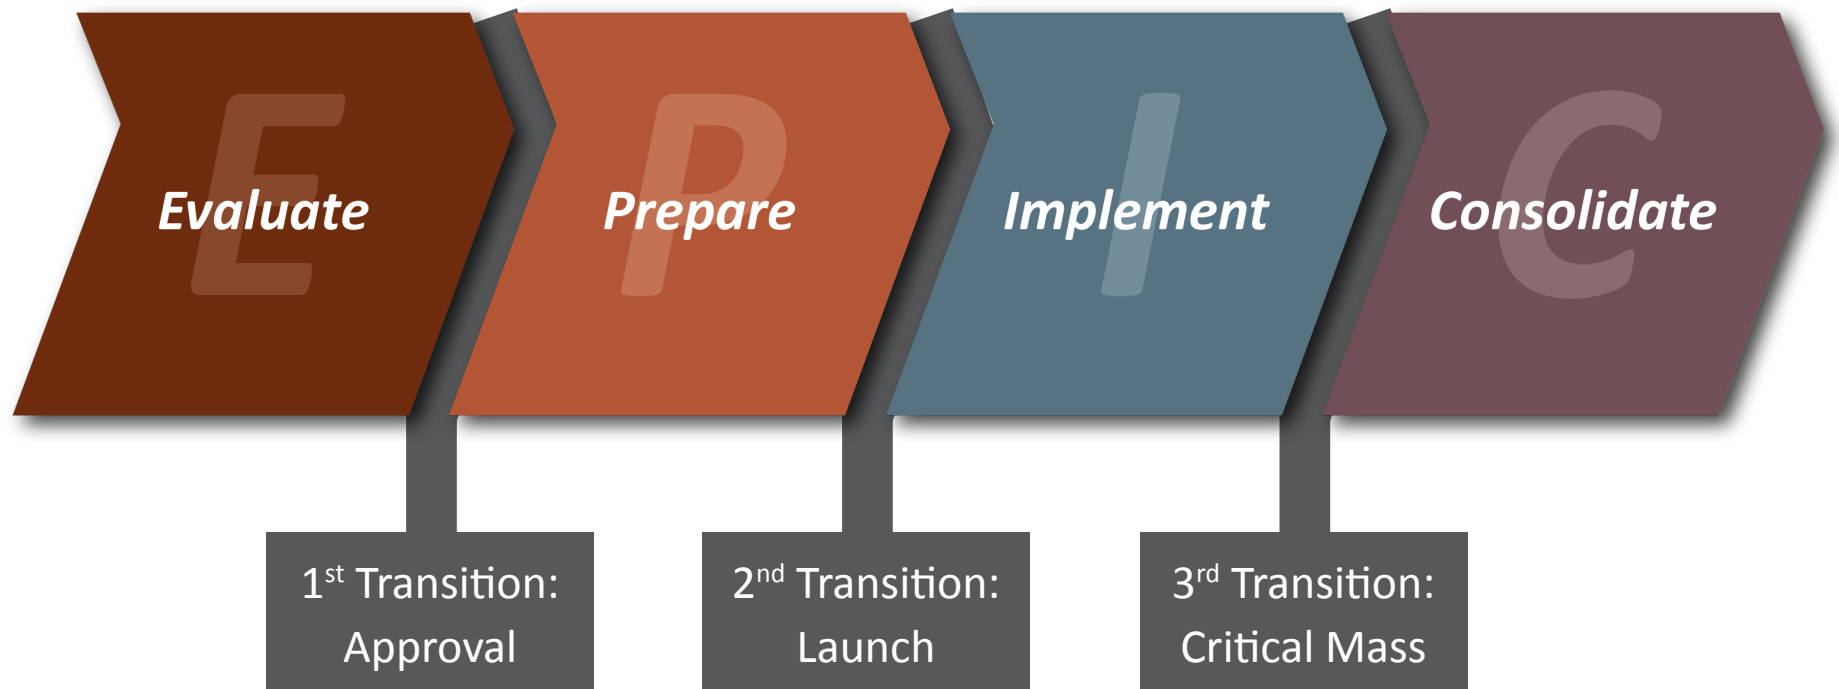 E
Evaluate
P
Prepare
I
Implement
C
Consolidate
1st Transition:
Approval
2nd Transition:
Launch
3rd Transition:
Critical Mass